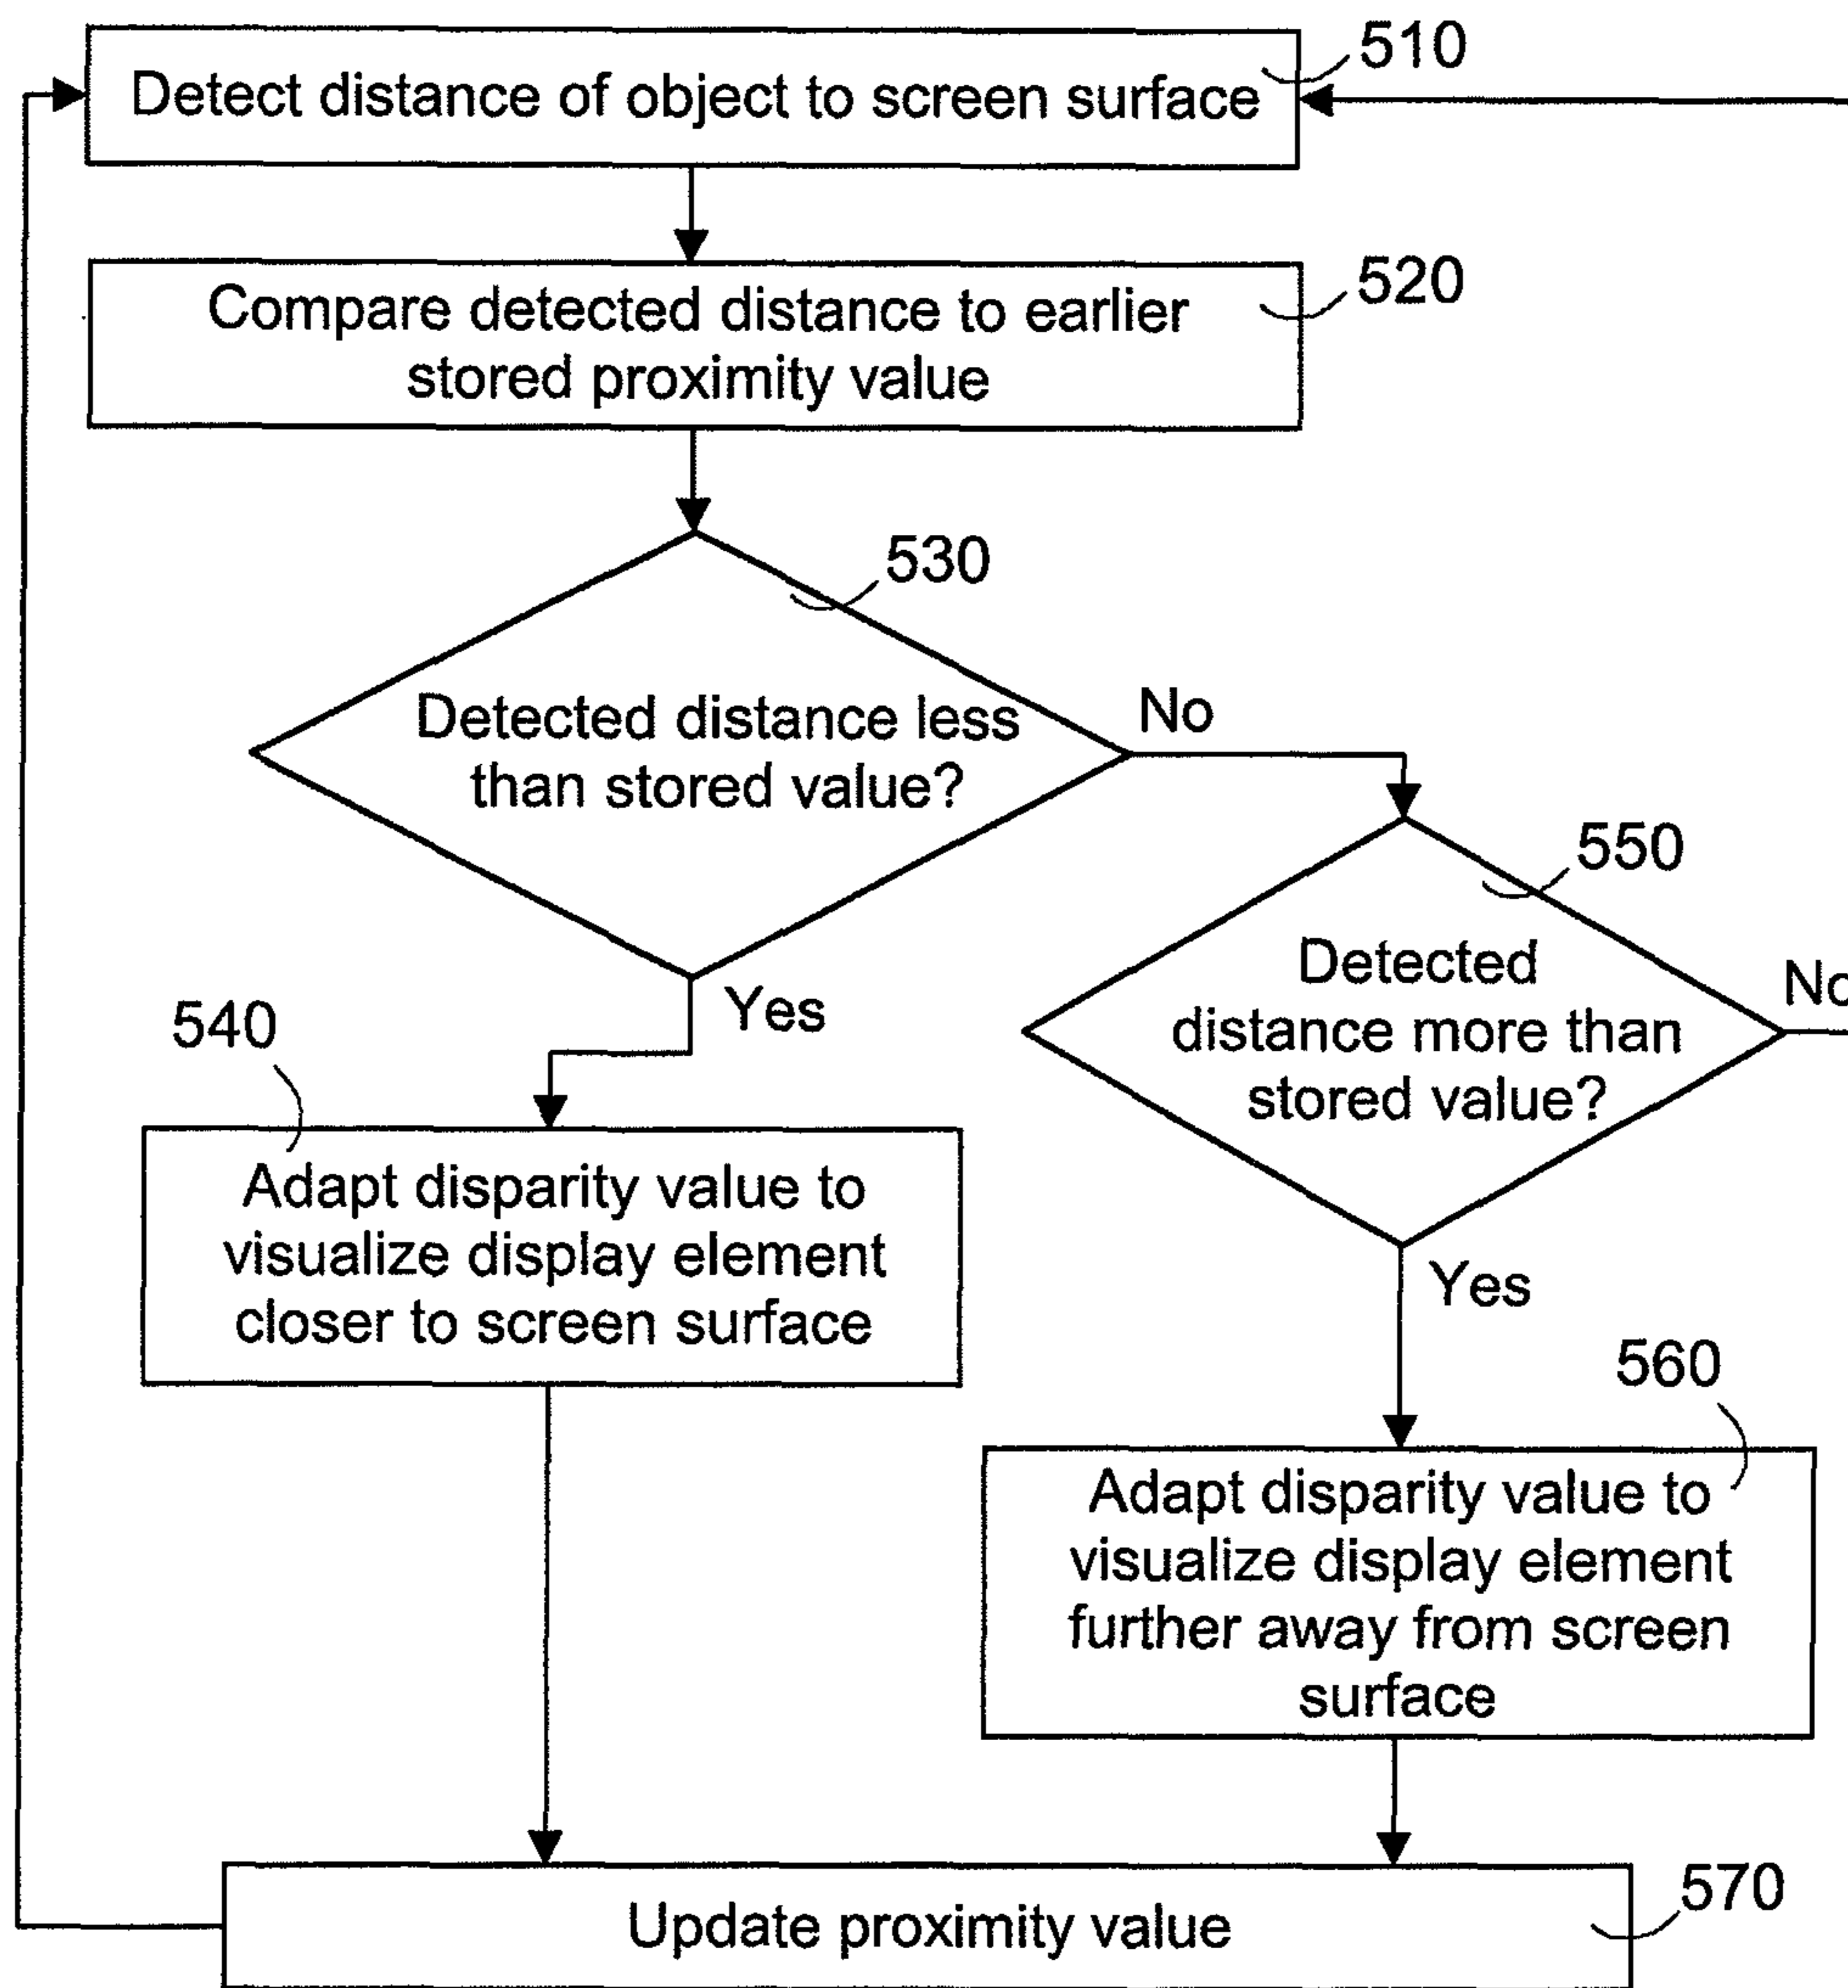 510
Detect distance of object to screen surface
520
Compare detected distance to earlier
stored proximity value
530
Detected distance less
than stored value?
No
550
Detected
distance more than
stored value?
No
Yes
540
Adapt disparity value to
visualize display element
closer to screen surface
Yes
560
Adapt disparity value to
visualize display element
further away from screen
surface
570
Update proximity value